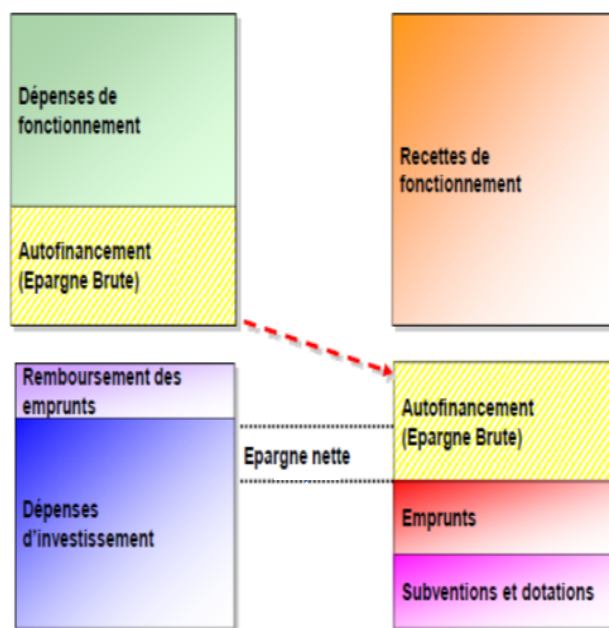 Dépenses de
fonctionnement
Recettes de
fonctionnement
Autofinancement
(Epargne Brute)
Remboursement des
emprunts
Autofinancement
(Epargne Brute)
Epargne nette
Dépenses
d'investissement
Emprunts
Subventions et dotations